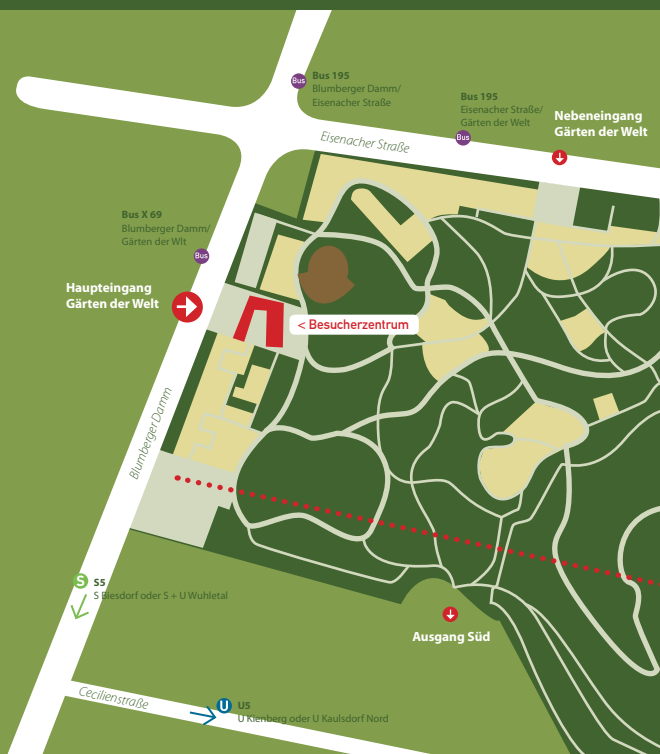 Bus
Bus 195
Blumberger Damm/
Eisenacher Straße
Bus 195
Eisenacher Straße/
Gärten der Welt
Bus
Nebeneingang
Gärten der Welt
Eisenacher Straße
Bus X 69
Blumberger Damm/
Gärten der Wlt
Bus
Haupteingang
Gärten der Welt
< Besucherzentrum
Blumberger Damm
S
S5
S Biesdorf oder S + U Wuhletal
Ausgang Süd
Cecilienstraße
U
U5
U Kienberg oder U Kaulsdorf Nord